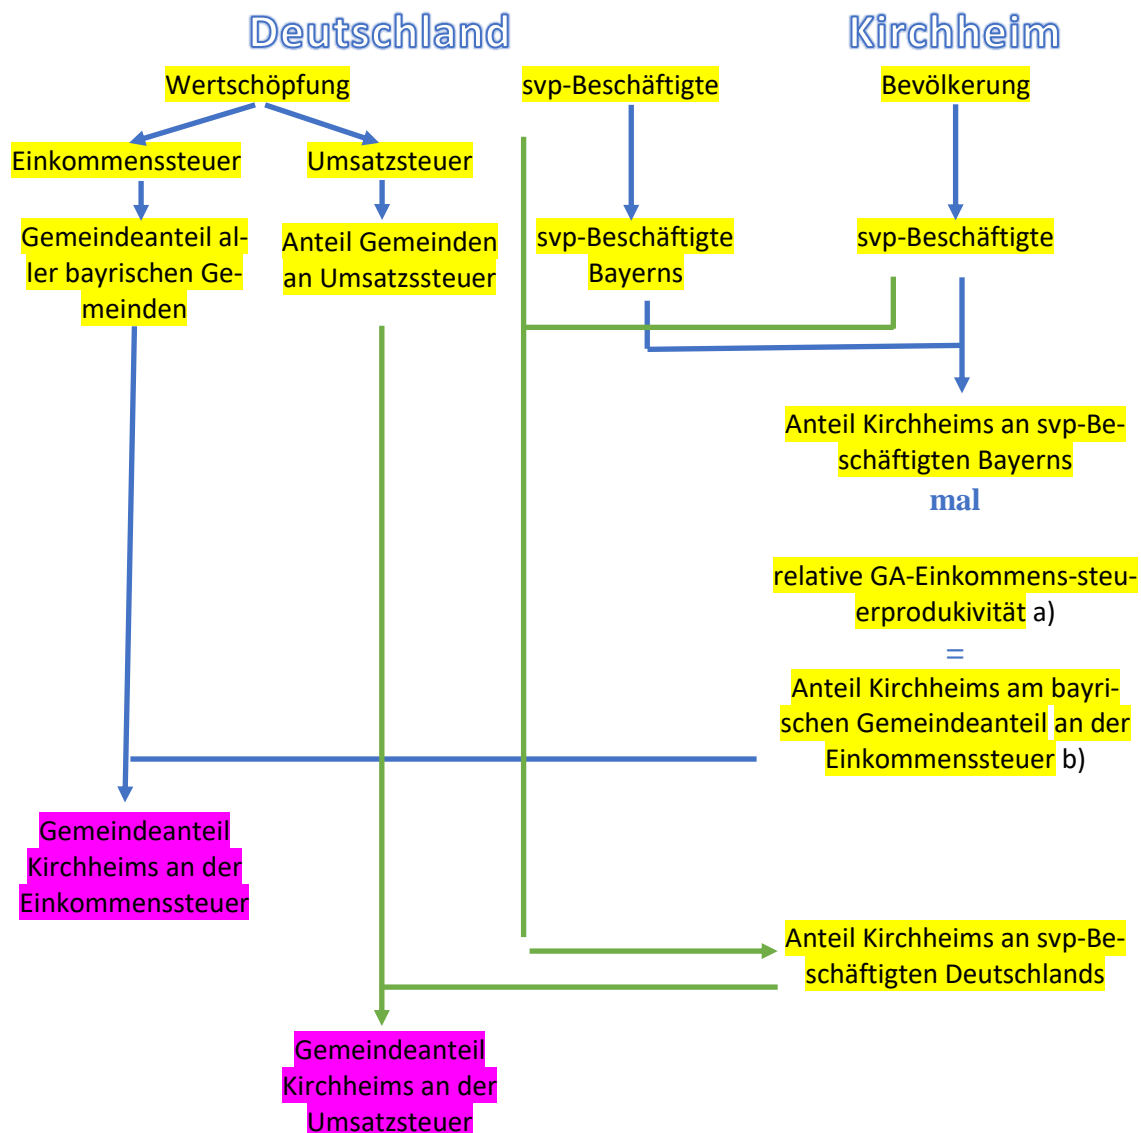 Deutschland
Kirchheim
Wertschöpfung
svp-Beschäftigte
Bevölkerung
Einkommenssteuer
Umsatzsteuer
Gemeindeanteil al-
ler bayrischen Ge-
meinden
Anteil Gemeinden
an Umsatzssteuer
svp-Beschäftigte
Bayerns
svp-Beschäftigte
Anteil Kirchheims an svp-Be-
schäftigten Bayerns
mal
relative GA-Einkommens-steu-
erprodukivität a)
=
Anteil Kirchheims am bayri-
schen Gemeindeanteil an der
Einkommenssteuer b)
Gemeindeanteil
Kirchheims an der
Einkommenssteuer
Anteil Kirchheims an svp-Be-
schäftigten Deutschlands
Gemeindeanteil
Kirchheims an der
Umsatzsteuer